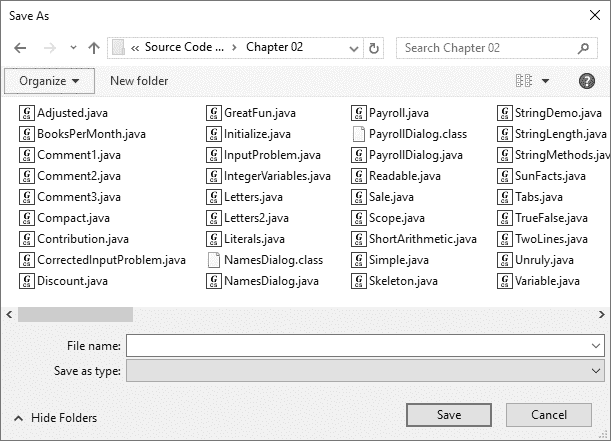 Save As
« Source Code ... Chapter 02
Search Chapter 02
Organize
New folder
Adjusted.java
BooksPerMonth.java
Comment1.java
Comment2.java
Comment3.java
Compact.java
Contribution.java
CorrectedInputProblem.java
Discount.java
GreatFun.java
Initialize.java
InputProblem.java
IntegerVariables.java
Letters.java
Letters2.java
Literals.java
NamesDialog.class
NamesDialog.java
Payroll.java
PayrollDialog.class
PayrollDialog.java
Readable.java
Sale.java
Scope.java
ShortArithmetic.java
Simple.java
Skeleton.java
StringDemo.java
StringLength.java
StringMethods.java
SunFacts.java
Tabs.java
TrueFalse.java
TwoLines.java
Unruly.java
Variable.java
File name:
Save as type:
Hide Folders
Save
Cancel